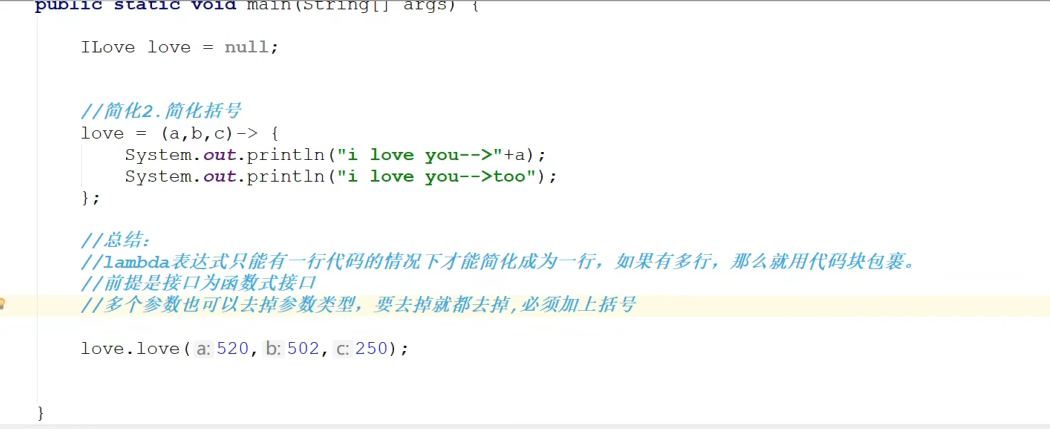 public static void main(String[] args) {
ILove love = null;
//简化2.简化括号
love = (a,b,c)-> {
System.out.println("i love you-->"+a);
System.out.println("i love you-->too");
};
//总结:
//lambda表达式只能有一行代码的情况下才能简化成为一行，如果有多行，那么就用代码块包裹。
//前提是接口为函数式接口
//多个参数也可以去掉参数类型，要去掉就都去掉,必须加上括号
love.love( a: 520, b: 502, c: 250);
}